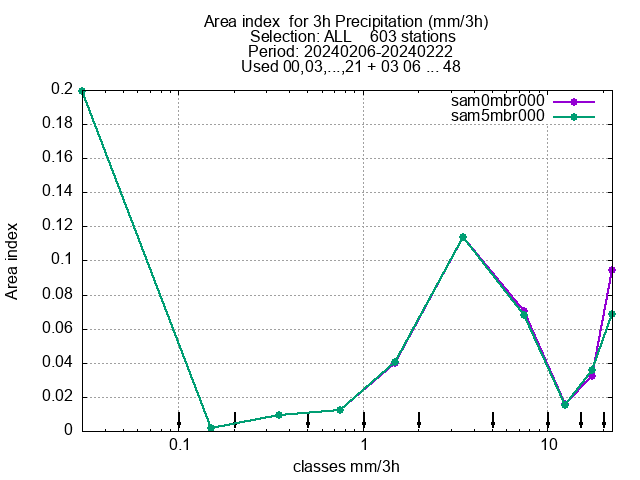 Area index  for 3h Precipitation (mm/3h)
Selection: ALL    603 stations
Period: 20240206-20240222
Used 00,03,...,21 + 03 06 ... 48
sam0mbr000
sam5mbr000
0.2
0.18
0.16
0.14
0.12
0.1
0.08
0.06
0.04
0.02
0
Area index
0.1 1 10
classes mm/3h